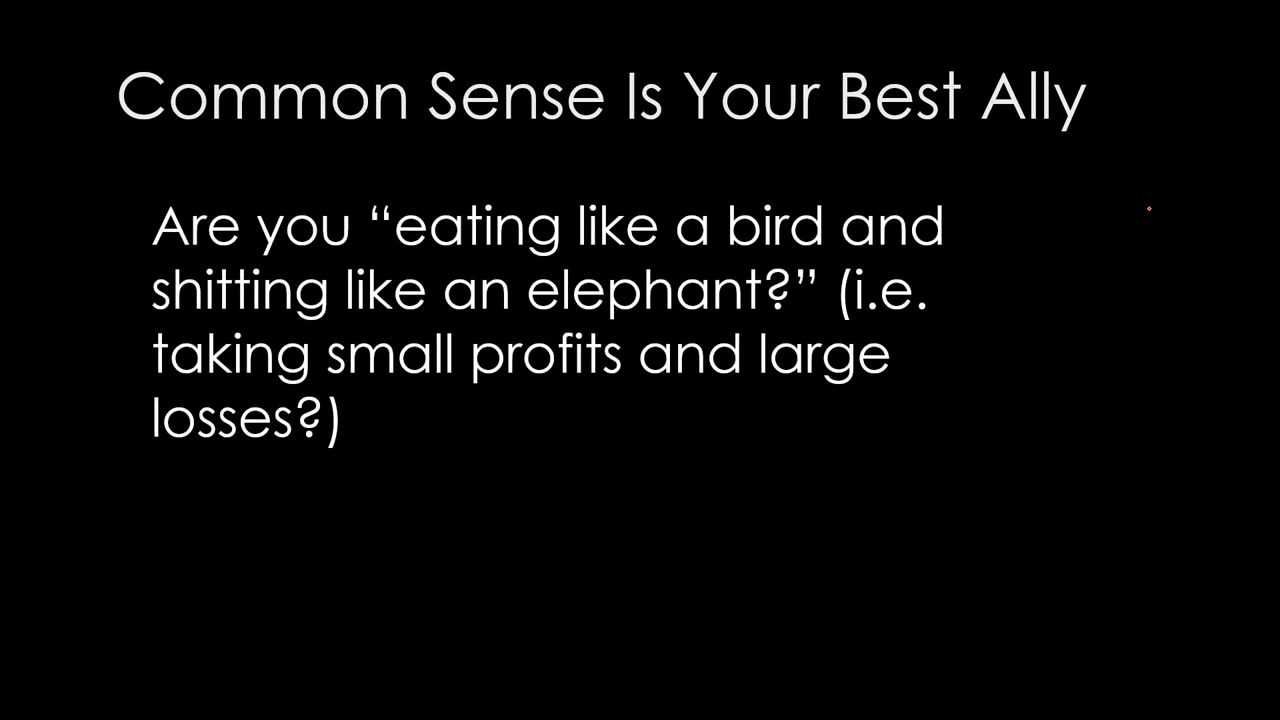 Common Sense Is Your Best Ally
Are you “eating like a bird and
shitting like an elephant?” (i.e.
taking small profits and large
losses?)